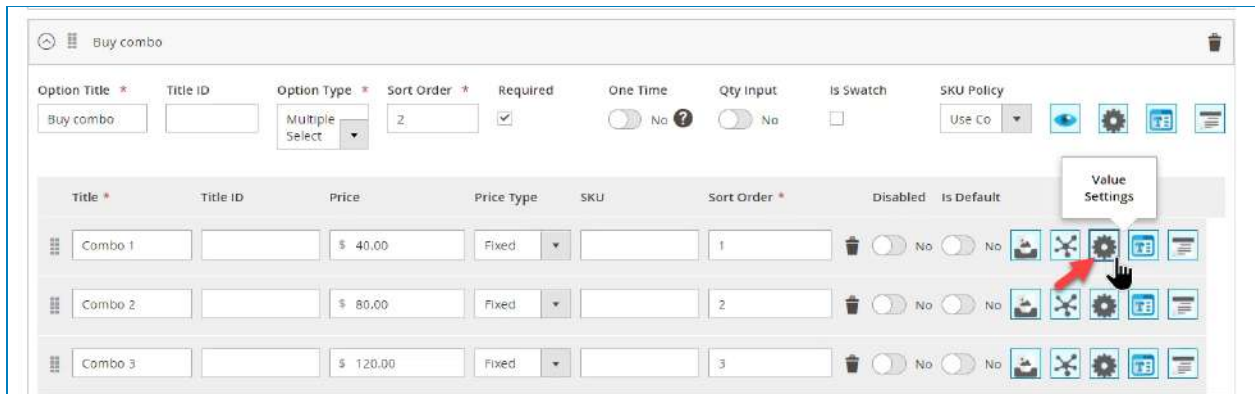 Buy combo
Option Title * Title ID Option Type * Sort Order * Required One Time Qty Input Is Swatch SKU Policy
Buy combo Multiple Select 2 No ? No Use Co
Value Settings
Title * Title ID Price Price Type SKU Sort Order * Disabled Is Default
Combo 1 $ 40.00 Fixed 1 No No
Combo 2 $ 80.00 Fixed 2 No No
Combo 3 $ 120.00 Fixed 3 No No